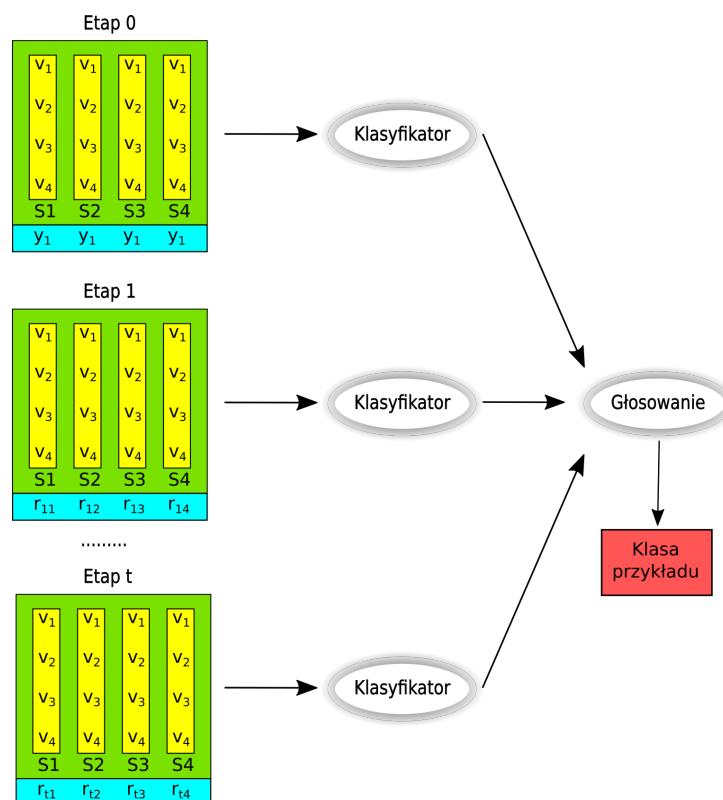 Etap 0
v1 v1 v1 v1
v2 v2 v2 v2
v3 v3 v3 v3
v4 v4 v4 v4
S1 S2 S3 S4
y1 y1 y1 y1
Klasyfikator
Etap 1
v1 v1 v1 v1
v2 v2 v2 v2
v3 v3 v3 v3
v4 v4 v4 v4
S1 S2 S3 S4
r11 r12 r13 r14
Klasyfikator
Głosowanie
Klasa
przykładu
.........
Etap t
v1 v1 v1 v1
v2 v2 v2 v2
v3 v3 v3 v3
v4 v4 v4 v4
S1 S2 S3 S4
rt1 rt2 rt3 rt4
Klasyfikator